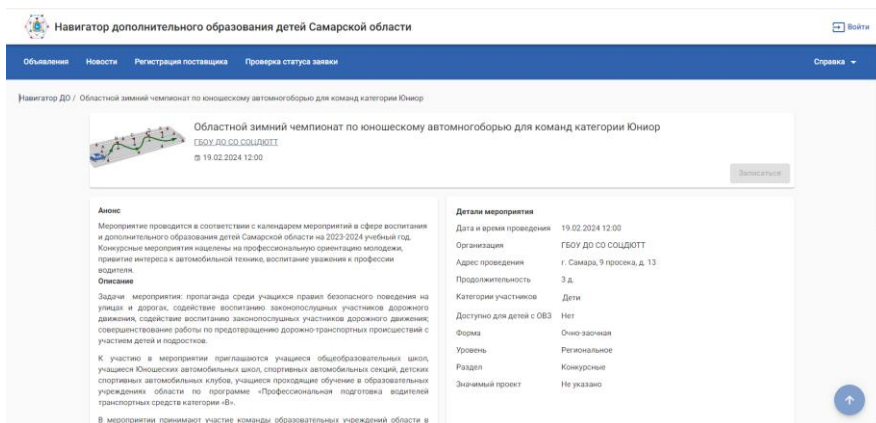 Навигатор дополнительного образования детей Самарской области
Войти
Объявления Новости Регистрация поставщика Проверка статуса заявки Справка
Навигатор ДО / Областной зимний чемпионат по юношескому автомногоборью для команд категории Юниор
Областной зимний чемпионат по юношескому автомногоборью для команд категории Юниор
ГБОУ ДО СО СОЦДЮТТ
19.02.2024 12:00
Записаться
Анонс
Мероприятие проводится в соответствии с календарем мероприятий в сфере воспитания
и дополнительного образования детей Самарской области на 2023-2024 учебный год.
Конкурсные мероприятия нацелены на профессиональную ориентацию молодежи,
привитие интереса к автомобильной технике, воспитание уважения к профессии
водителя.
Описание
Задачи мероприятия: пропаганда среди учащихся правил безопасного поведения на
улицах и дорогах, содействие воспитанию законопослушных участников дорожного
движения, содействие воспитанию законопослушных участников дорожного движения;
совершенствование работы по предотвращению дорожно-транспортных происшествий с
участием детей и подростков.
К участию в мероприятии приглашаются учащиеся общеобразовательных школ,
учащиеся Юношеских автомобильных школ, спортивных автомобильных секций, детских
спортивных автомобильных клубов, учащиеся проходящие обучение в образовательных
учреждениях области по программе «Профессиональная подготовка водителей
транспортных средств категории «В».
В мероприятии принимают участие команды образовательных учреждений области в
Детали мероприятия
Дата и время проведения 19.02.2024 12:00
Организация ГБОУ ДО СО СОЦДЮТТ
Адрес проведения г. Самара, 9 просека, д. 13
Продолжительность 3 д.
Категории участников Дети
Доступно для детей с ОВЗ Нет
Форма Очно-заочная
Уровень Региональное
Раздел Конкурсные
Значимый проект Не указано